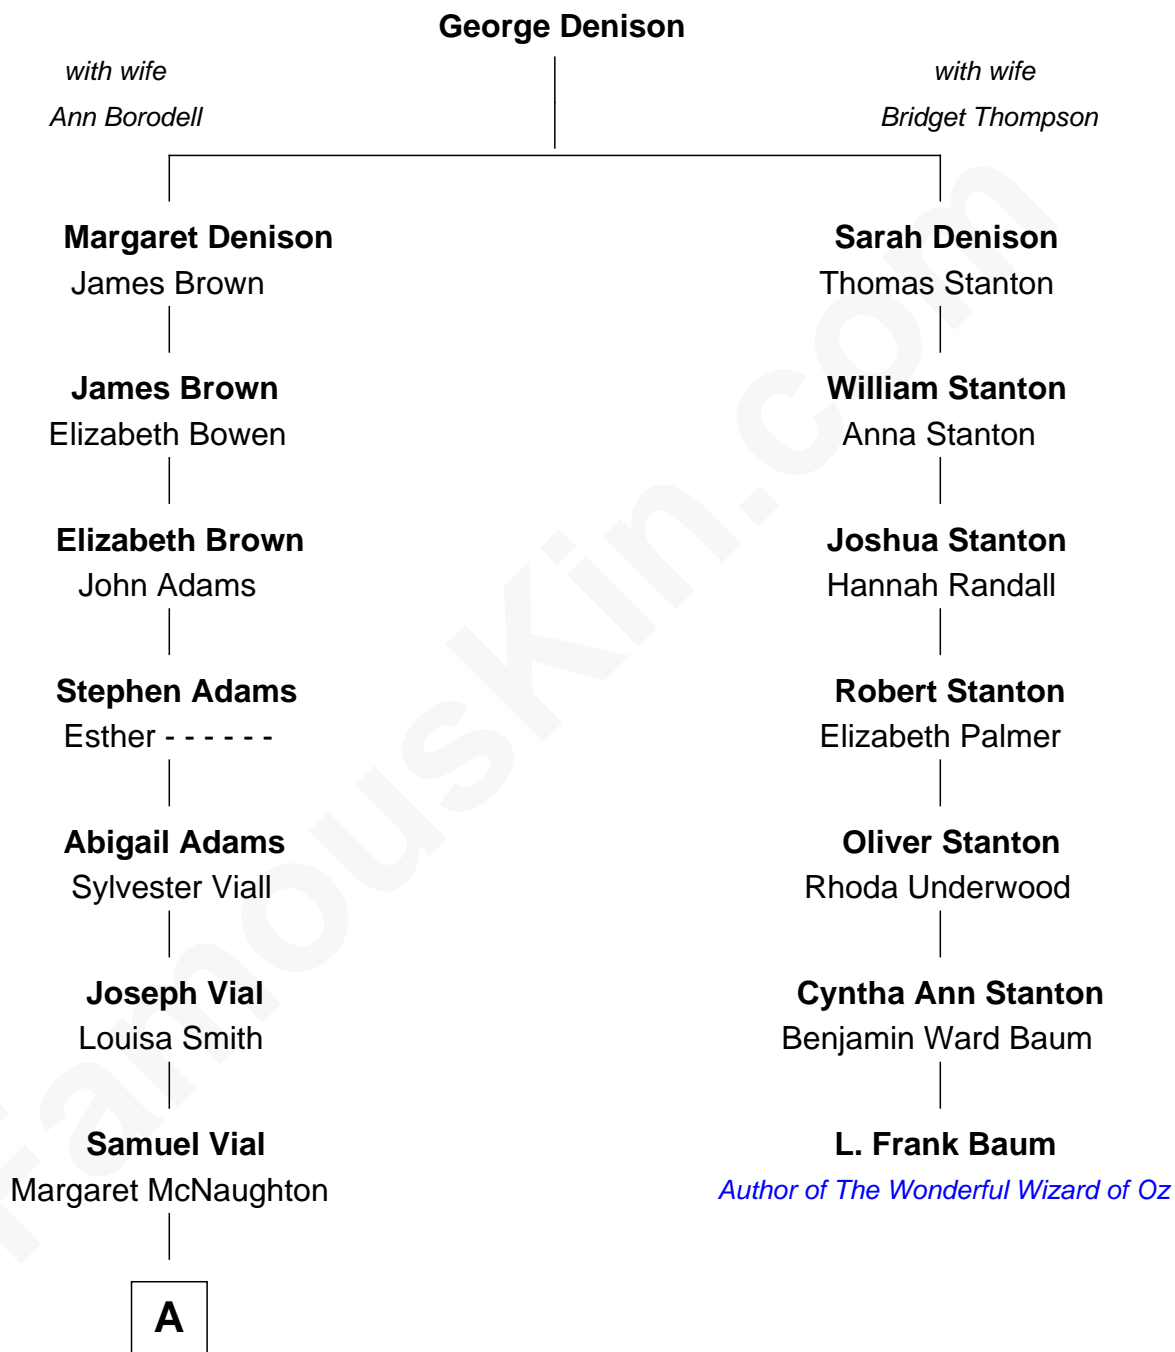 George Denison
with wife
Ann Borodell
with wife
Bridget Thompson
Margaret Denison
James Brown
James Brown
Elizabeth Bowen
Elizabeth Brown
John Adams
Stephen Adams
Esther - - - - - -
Abigail Adams
Sylvester Viall
Joseph Vial
Louisa Smith
Samuel Vial
Margaret McNaughton
A
Sarah Denison
Thomas Stanton
William Stanton
Anna Stanton
Joshua Stanton
Hannah Randall
Robert Stanton
Elizabeth Palmer
Oliver Stanton
Rhoda Underwood
Cyntha Ann Stanton
Benjamin Ward Baum
L. Frank Baum
Author of The Wonderful Wizard of Oz
FamousKin.com